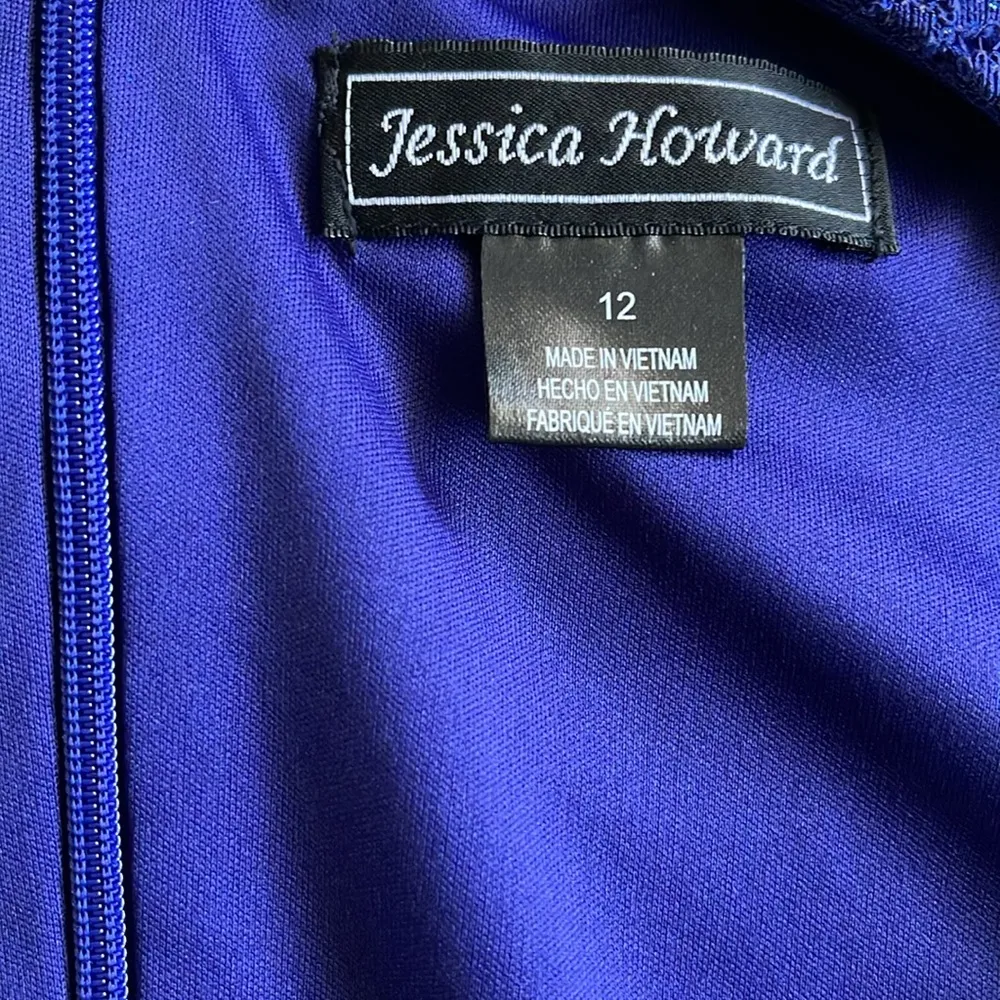 Jessica Howard
12
MADE IN VIETNAM
HECHO EN VIETNAM
FABRIQUÉ EN VIETNAM